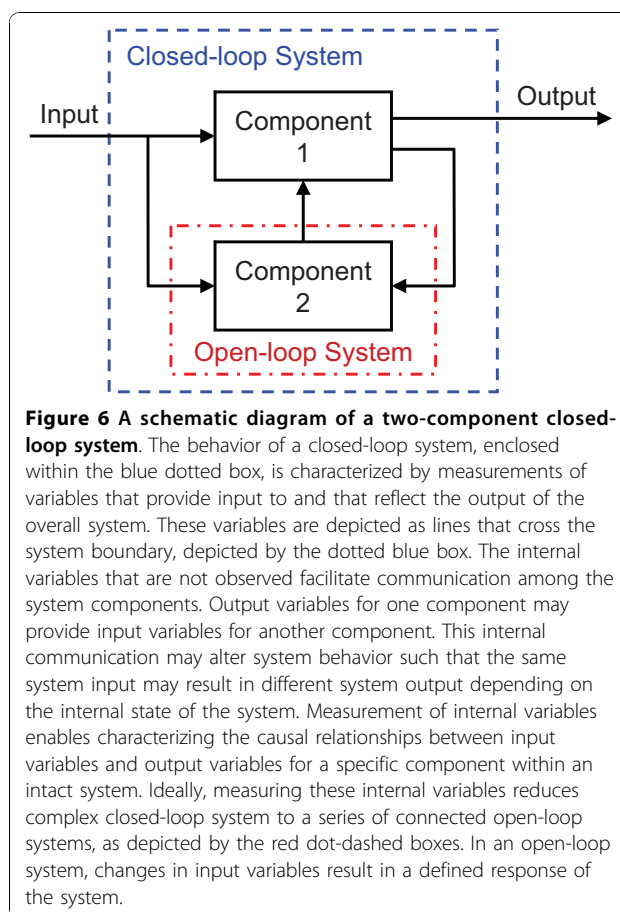 Closed-loop System
Input
Output
Component
1
Component
2
Open-loop System
Figure 6 A schematic diagram of a two-component closed-
loop system. The behavior of a closed-loop system, enclosed
within the blue dotted box, is characterized by measurements of
variables that provide input to and that reflect the output of the
overall system. These variables are depicted as lines that cross the
system boundary, depicted by the dotted blue box. The internal
variables that are not observed facilitate communication among the
system components. Output variables for one component may
provide input variables for another component. This internal
communication may alter system behavior such that the same
system input may result in different system output depending on
the internal state of the system. Measurement of internal variables
enables characterizing the causal relationships between input
variables and output variables for a specific component within an
intact system. Ideally, measuring these internal variables reduces
complex closed-loop system to a series of connected open-loop
systems, as depicted by the red dot-dashed boxes. In an open-loop
system, changes in input variables result in a defined response of
the system.